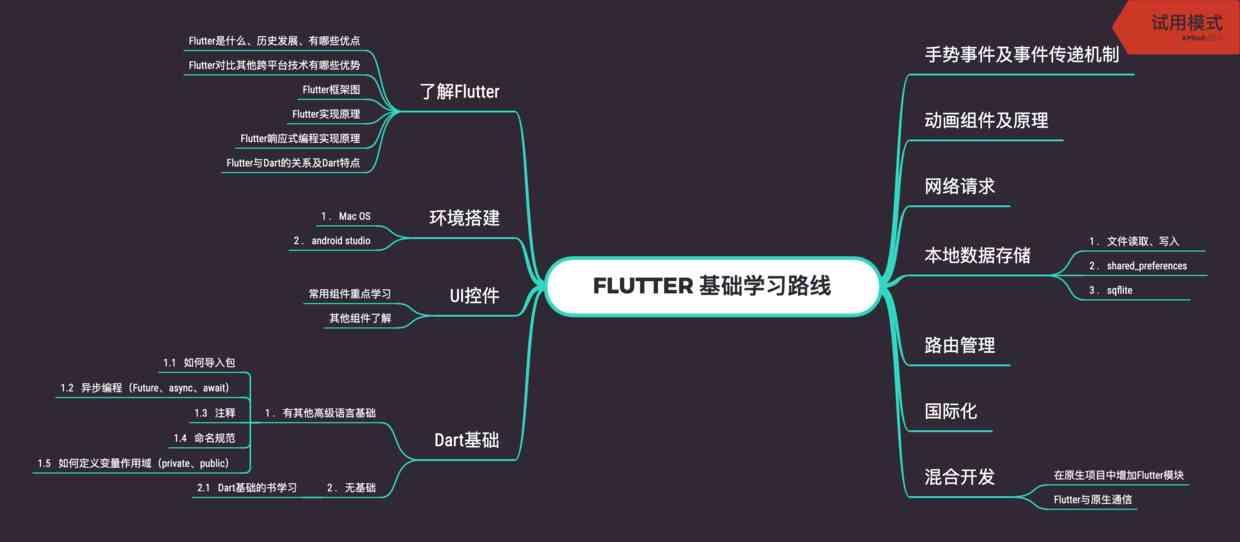 试用模式
XMind
FLUTTER 基础学习路线
了解Flutter
Flutter是什么、历史发展、有哪些优点
Flutter对比其他跨平台技术有哪些优势
Flutter框架图
Flutter实现原理
Flutter响应式编程实现原理
Flutter与Dart的关系及Dart特点
环境搭建
1. Mac OS
2. android studio
UI控件
常用组件重点学习
其他组件了解
Dart基础
1. 有其他高级语言基础
1.1 如何导入包
1.2 异步编程（Future、async、await）
1.3 注释
1.4 命名规范
1.5 如何定义变量作用域（private、public）
2. 无基础
2.1 Dart基础的书学习
手势事件及事件传递机制
动画组件及原理
网络请求
本地数据存储
1. 文件读取、写入
2. shared_preferences
3. sqflite
路由管理
国际化
混合开发
在原生项目中增加Flutter模块
Flutter与原生通信